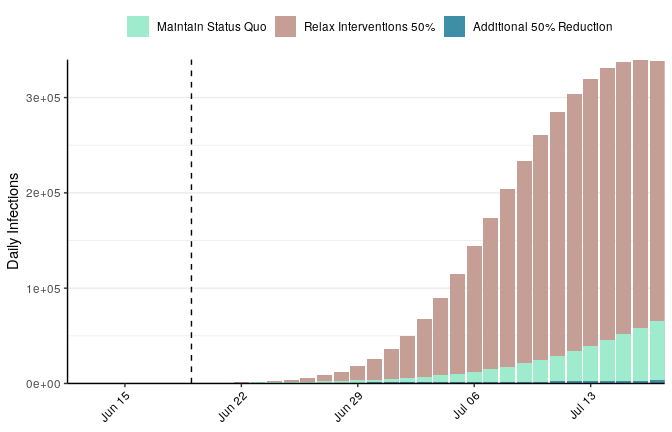 Maintain Status Quo Relax Interventions 50% Additional 50% Reduction
Daily Infections
3e+05
2e+05
1e+05
0e+00
Jun 15 Jun 22 Jun 29 Jul 06 Jul 13